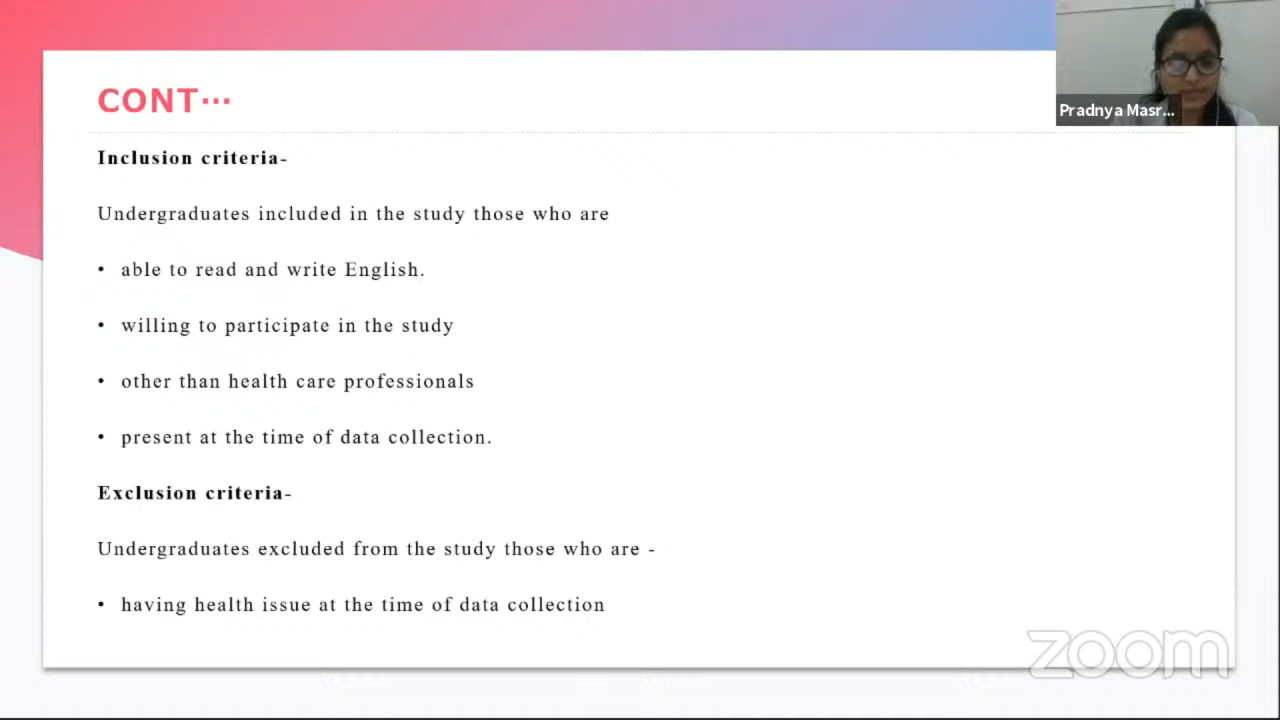 CONT...
Pradnya Masr...
Inclusion criteria-
Undergraduates included in the study those who are
• able to read and write English.
• willing to participate in the study
• other than health care professionals
• present at the time of data collection.
Exclusion criteria-
Undergraduates excluded from the study those who are -
• having health issue at the time of data collection
zoom